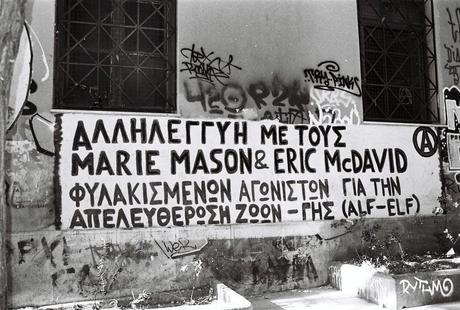 ΑΛΛΗΛΕΓΓΥΗ ΜΕ ΤΟΥΣ
MARIE MASON & ERIC McDAVID
ΦΥΛΑΚΙΣΜΕΝΩΝ ΑΓΩΝΙΣΤΩΝ ΓΙΑ ΤΗΝ
ΑΠΕΛΕΥΘΕΡΩΣΗ ΖΩΩΝ - ΓΗΣ (ALF-ELF)